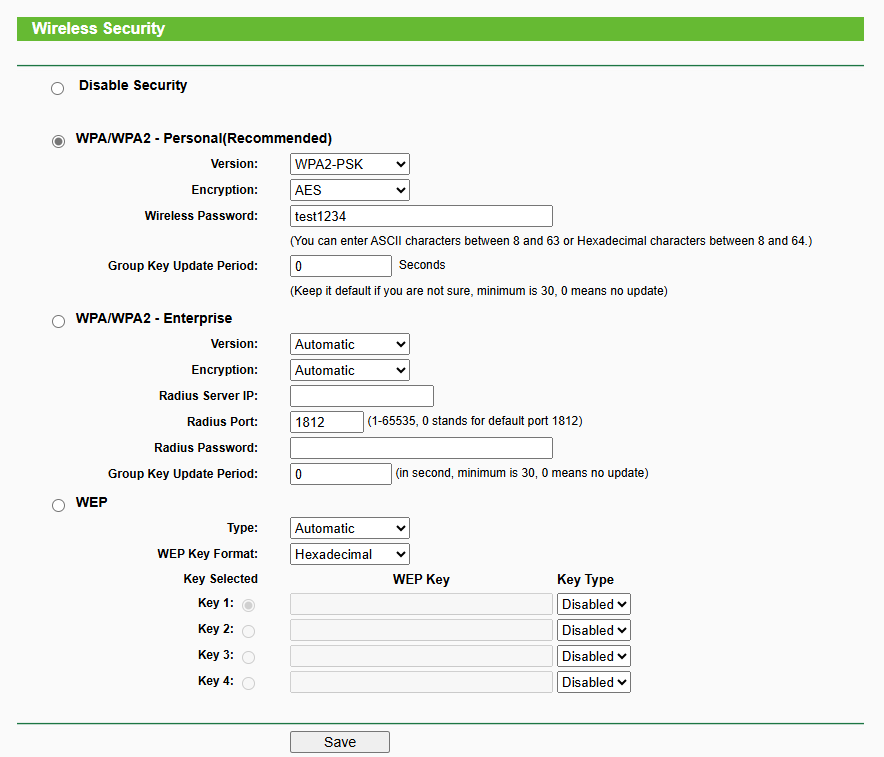 Wireless Security
Disable Security
WPA/WPA2 - Personal(Recommended)
Version: WPA2-PSK
Encryption: AES
Wireless Password: test1234
(You can enter ASCII characters between 8 and 63 or Hexadecimal characters between 8 and 64.)
Group Key Update Period: 0 Seconds
(Keep it default if you are not sure, minimum is 30, 0 means no update)
WPA/WPA2 - Enterprise
Version: Automatic
Encryption: Automatic
Radius Server IP:
Radius Port: 1812 (1-65535, 0 stands for default port 1812)
Radius Password:
Group Key Update Period: 0 (in second, minimum is 30, 0 means no update)
WEP
Type: Automatic
WEP Key Format: Hexadecimal
Key Selected WEP Key Key Type
Key 1: Disabled
Key 2: Disabled
Key 3: Disabled
Key 4: Disabled
Save